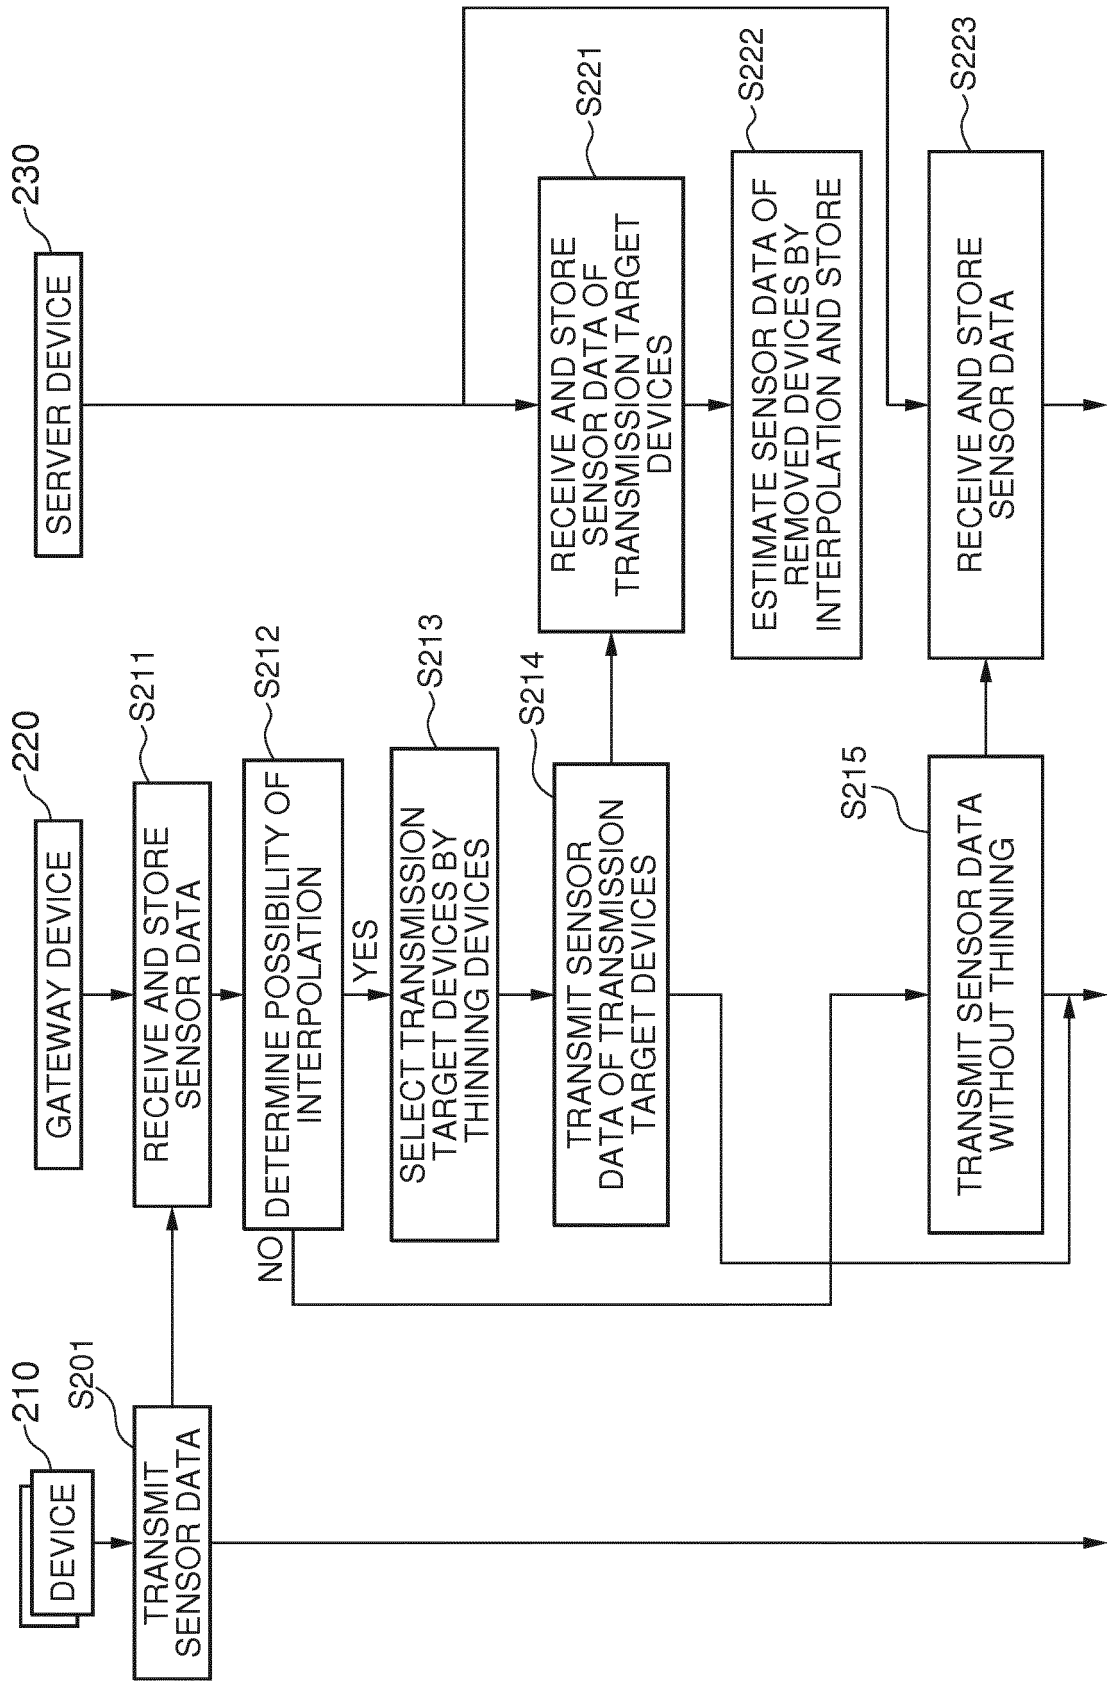 210
DEVICE
S201
TRANSMIT
SENSOR DATA
220
GATEWAY DEVICE
S211
RECEIVE AND STORE
SENSOR DATA
S212
DETERMINE POSSIBILITY OF
INTERPOLATION
NO
YES
S213
SELECT TRANSMISSION
TARGET DEVICES BY
THINNING DEVICES
S214
TRANSMIT SENSOR
DATA OF TRANSMISSION
TARGET DEVICES
S215
TRANSMIT SENSOR DATA
WITHOUT THINNING
230
SERVER DEVICE
S221
RECEIVE AND STORE
SENSOR DATA OF
TRANSMISSION TARGET
DEVICES
S222
ESTIMATE SENSOR DATA OF
REMOVED DEVICES BY
INTERPOLATION AND STORE
S223
RECEIVE AND STORE
SENSOR DATA